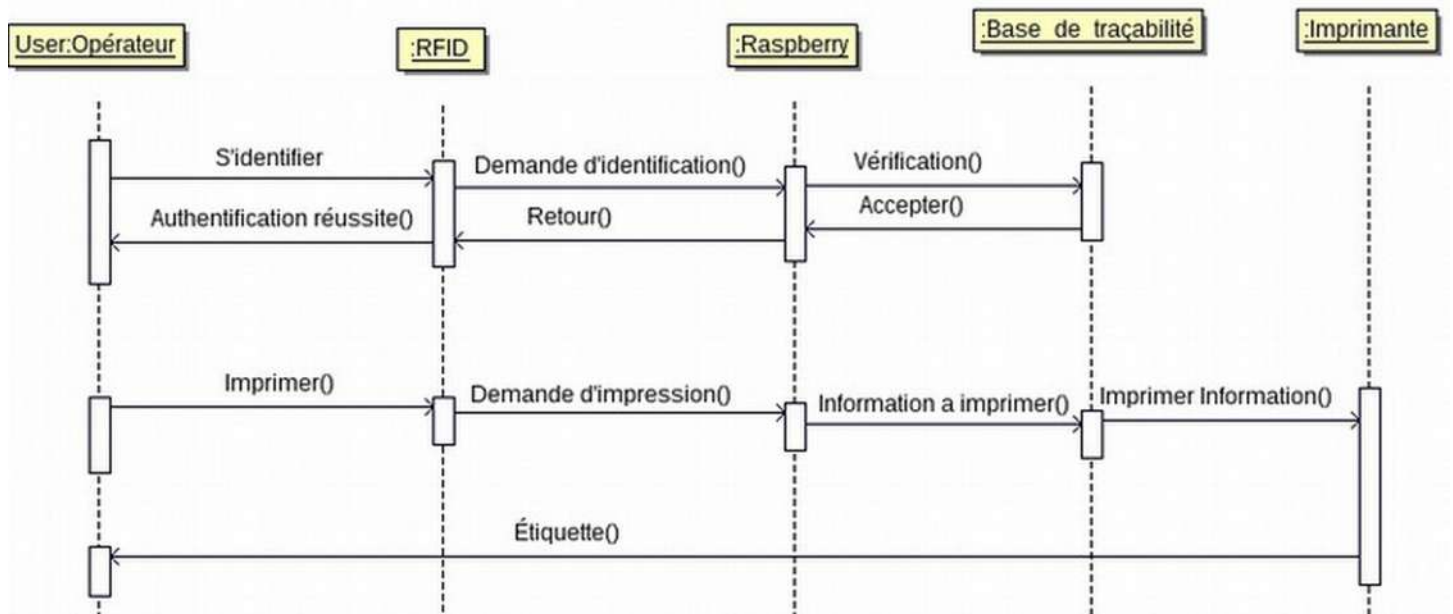 User:Opérateur
:RFID
:Raspberry
:Base de traçabilité
:Imprimante
S'identifier
Demande d'identification()
Vérification()
Authentification réussite()
Retour()
Accepter()
Imprimer()
Demande d'impression()
Information a imprimer()
Imprimer Information()
Étiquette()